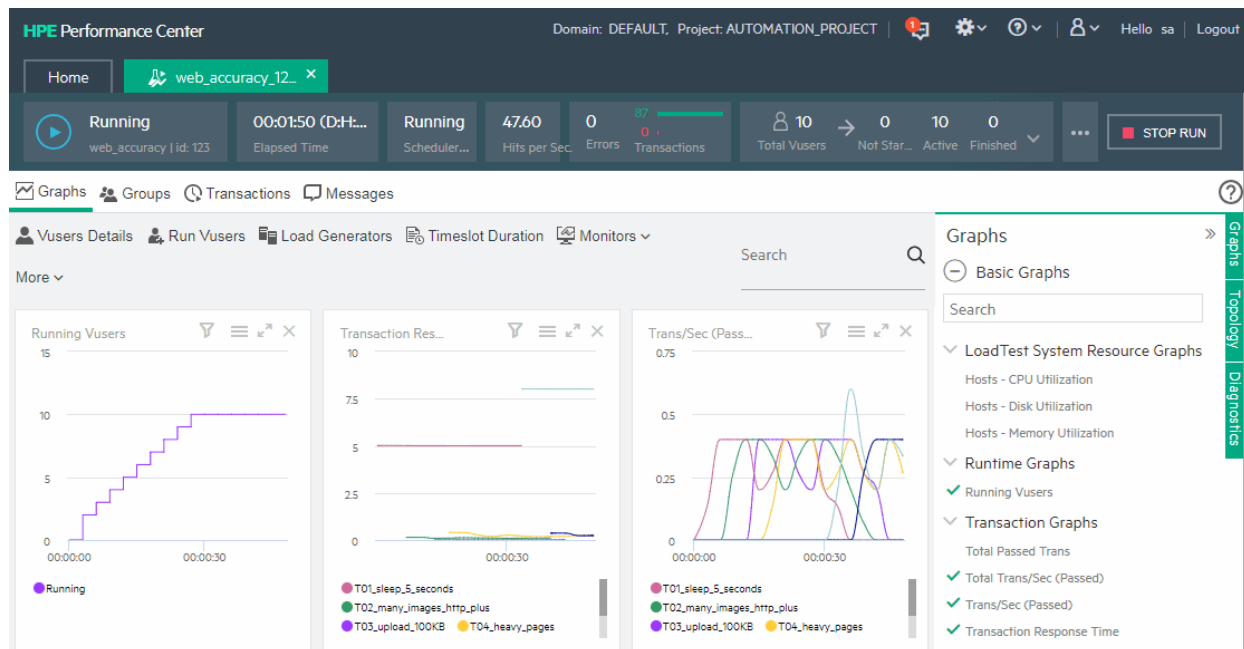 HPE Performance Center
Domain: DEFAULT, Project: AUTOMATION_PROJECT
1
Hello sa
Logout
Home
web_accuracy_12...
Running
web_accuracy | id: 123
00:01:50 (D:H:...
Elapsed Time
Running
Scheduler...
47.60
Hits per Sec.
0
Errors
87
0
Transactions
10
Total Vusers
0
Not Star...
10
Active
0
Finished
STOP RUN
Graphs
Groups
Transactions
Messages
Vusers Details
Run Vusers
Load Generators
Timeslot Duration
Monitors
More
Search
Running Vusers
15
10
5
0
00:00:00
00:00:30
Running
Transaction Res...
10
7.5
5
2.5
0
00:00:30
T01_sleep_5_seconds
T02_many_images_http_plus
T03_upload_100KB
T04_heavy_pages
Trans/Sec (Pass...
0.75
0.5
0.25
0
00:00:00
00:00:30
T01_sleep_5_seconds
T02_many_images_http_plus
T03_upload_100KB
T04_heavy_pages
Graphs
Basic Graphs
Search
LoadTest System Resource Graphs
Hosts - CPU Utilization
Hosts - Disk Utilization
Hosts - Memory Utilization
Runtime Graphs
Running Vusers
Transaction Graphs
Total Passed Trans
Total Trans/Sec (Passed)
Trans/Sec (Passed)
Transaction Response Time
Graphs
Topology
Diagnostics